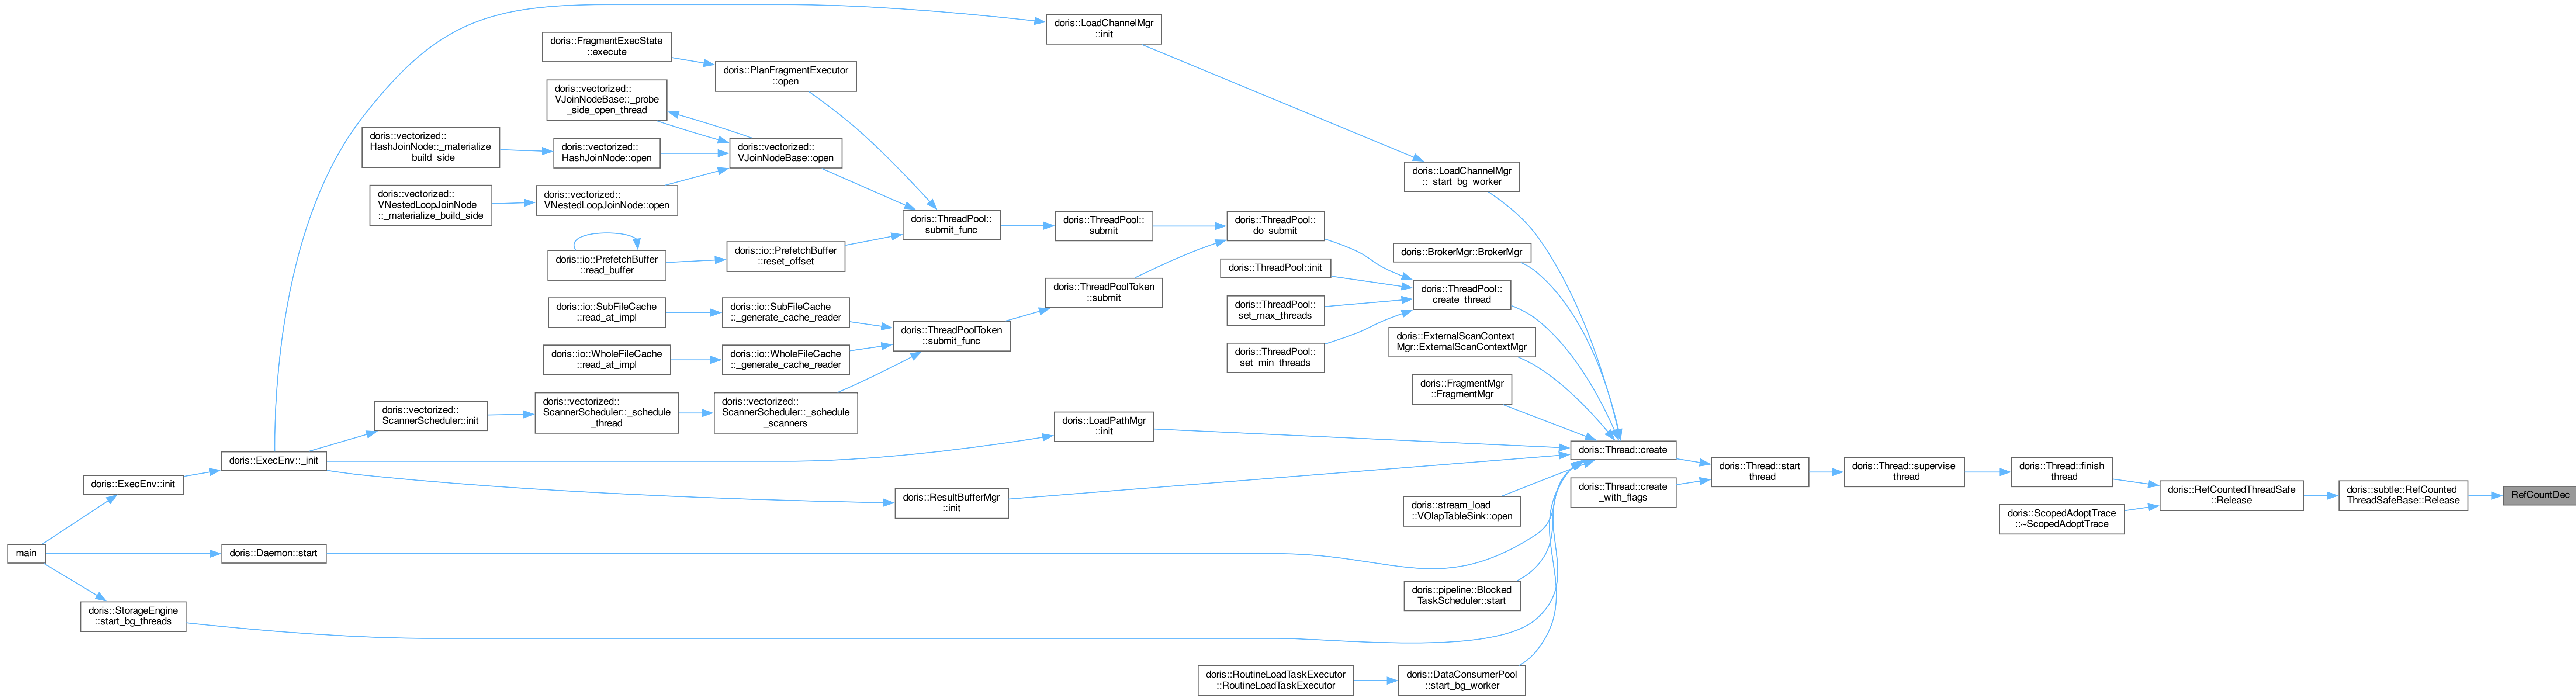 doris::LoadChannelMgr
::init
doris::FragmentExecState
::execute
doris::PlanFragmentExecutor
::open
doris::vectorized::
VJoinNodeBase::_probe
_side_open_thread
doris::vectorized::
HashJoinNode::_materialize
_build_side
doris::vectorized::
HashJoinNode::open
doris::vectorized::
VJoinNodeBase::open
doris::LoadChannelMgr
::_start_bg_worker
doris::vectorized::
VNestedLoopJoinNode
::_materialize_build_side
doris::vectorized::
VNestedLoopJoinNode::open
doris::ThreadPool::
submit_func
doris::ThreadPool::
submit
doris::ThreadPool::
do_submit
doris::io::PrefetchBuffer
::read_buffer
doris::io::PrefetchBuffer
::reset_offset
doris::BrokerMgr::BrokerMgr
doris::ThreadPool::init
doris::ThreadPoolToken
::submit
doris::ThreadPool::
create_thread
doris::ThreadPool::
set_max_threads
doris::io::SubFileCache
::read_at_impl
doris::io::SubFileCache
::_generate_cache_reader
doris::ThreadPoolToken
::submit_func
doris::ExternalScanContext
Mgr::ExternalScanContextMgr
doris::ThreadPool::
set_min_threads
doris::io::WholeFileCache
::read_at_impl
doris::io::WholeFileCache
::_generate_cache_reader
doris::FragmentMgr
::FragmentMgr
doris::vectorized::
ScannerScheduler::init
doris::vectorized::
ScannerScheduler::_schedule
_thread
doris::vectorized::
ScannerScheduler::_schedule
_scanners
doris::LoadPathMgr
::init
doris::Thread::create
doris::ExecEnv::_init
doris::ExecEnv::init
doris::Thread::start
_thread
doris::Thread::supervise
_thread
doris::Thread::finish
_thread
doris::RefCountedThreadSafe
::Release
doris::subtle::RefCounted
ThreadSafeBase::Release
RefCountDec
doris::Thread::create
_with_flags
doris::ResultBufferMgr
::init
doris::stream_load
::VOlapTableSink::open
doris::ScopedAdoptTrace
::~ScopedAdoptTrace
main
doris::Daemon::start
doris::pipeline::Blocked
TaskScheduler::start
doris::StorageEngine
::start_bg_threads
doris::RoutineLoadTaskExecutor
::RoutineLoadTaskExecutor
doris::DataConsumerPool
::start_bg_worker